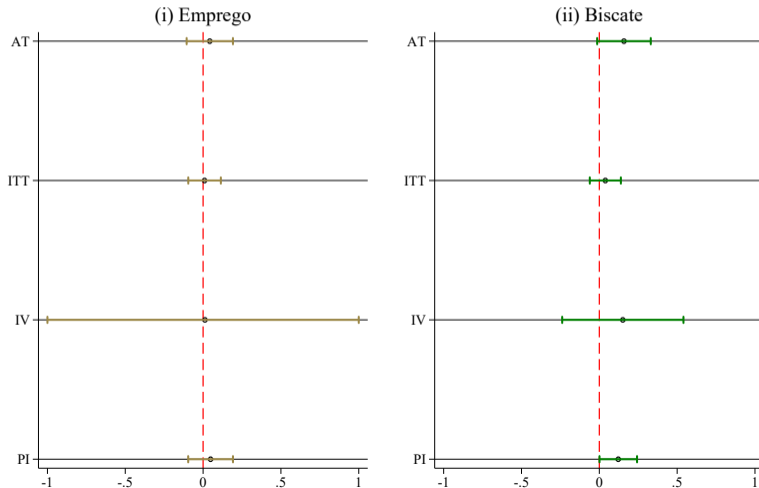 (i) Emprego
AT
ITT
IV
PI
-1 -.5 0 .5 1
(ii) Biscate
AT
ITT
IV
PI
-1 -.5 0 .5 1